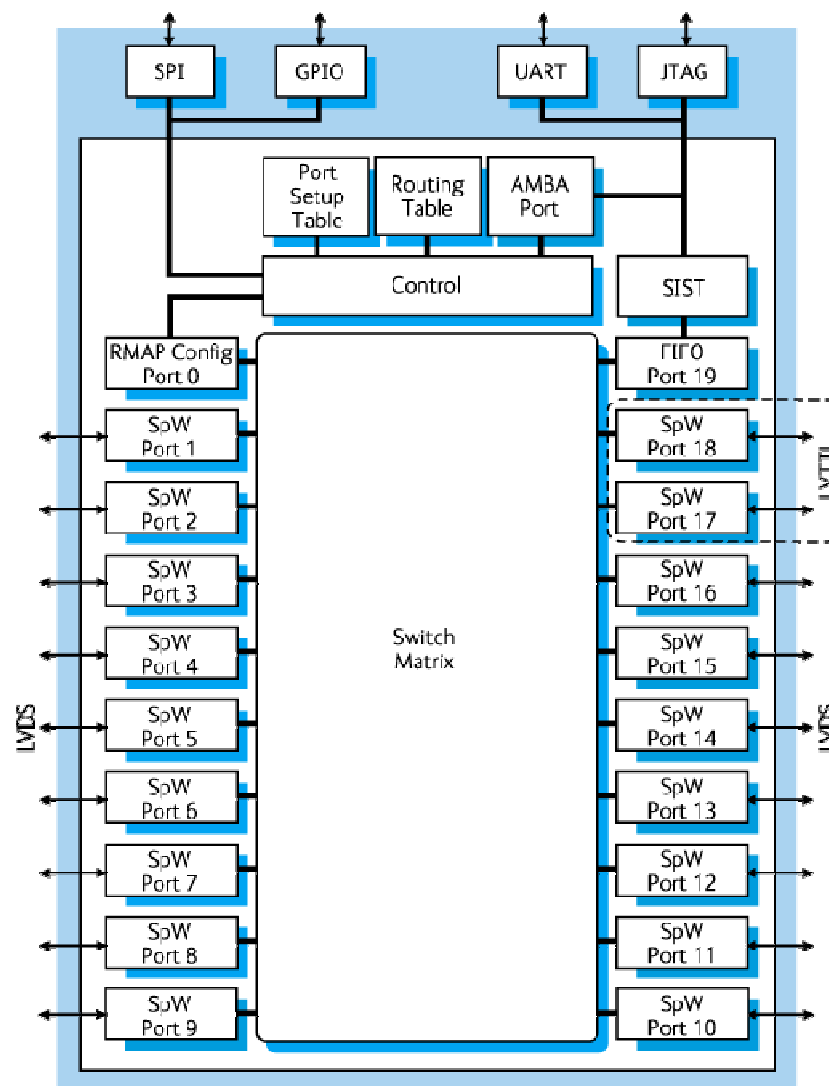 SPI
GPIO
UART
JTAG
Port
Setup
Table
Routing
Table
AMBA
Port
Control
SIST
RMAP Config
Port 0
FIFO
Port 19
SpW
Port 1
SpW
Port 18
LVTTL
SpW
Port 2
SpW
Port 17
SpW
Port 3
SpW
Port 16
Switch
Matrix
SpW
Port 4
SpW
Port 15
LVDS
SpW
Port 5
SpW
Port 14
LVDS
SpW
Port 6
SpW
Port 13
SpW
Port 7
SpW
Port 12
SpW
Port 8
SpW
Port 11
SpW
Port 9
SpW
Port 10